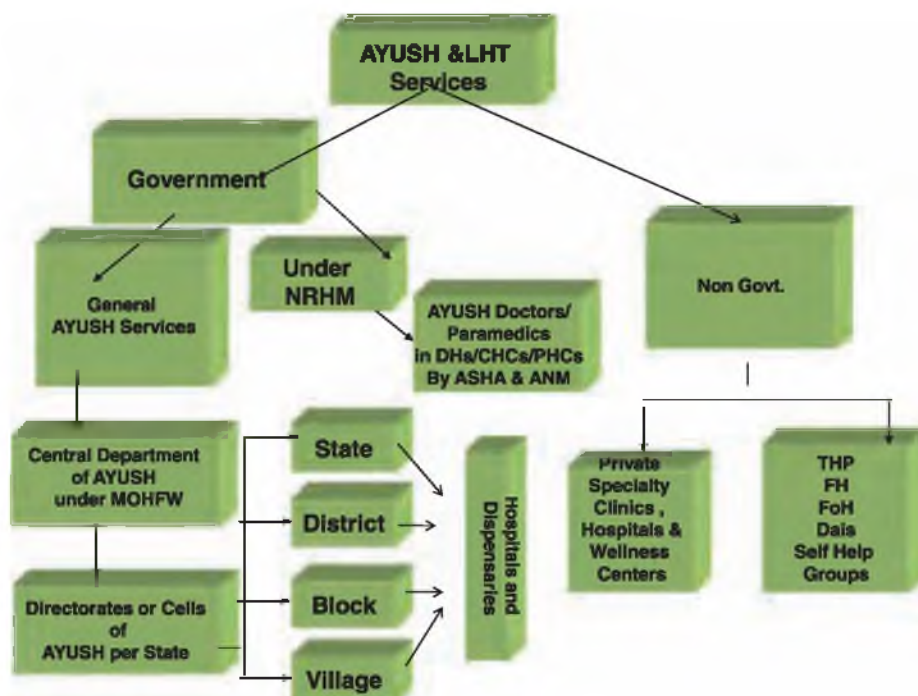 AYUSH &LHT
Services
Government
General
AYUSH Services
Under
NRHM
AYUSH Doctors/
Paramedics
in DHs/CHCs/PHCs
By ASHA & ANM
Non Govt.
Central Department
of AYUSH
under MOHFW
Directorates or Cells
of
AYUSH per State
State
District
Block
Village
Hospitals and
Dispensaries
Private
Specialty
Clinics ,
Hospitals &
Wellness
Centers
THP
FH
FoH
Dais
Self Help
Groups